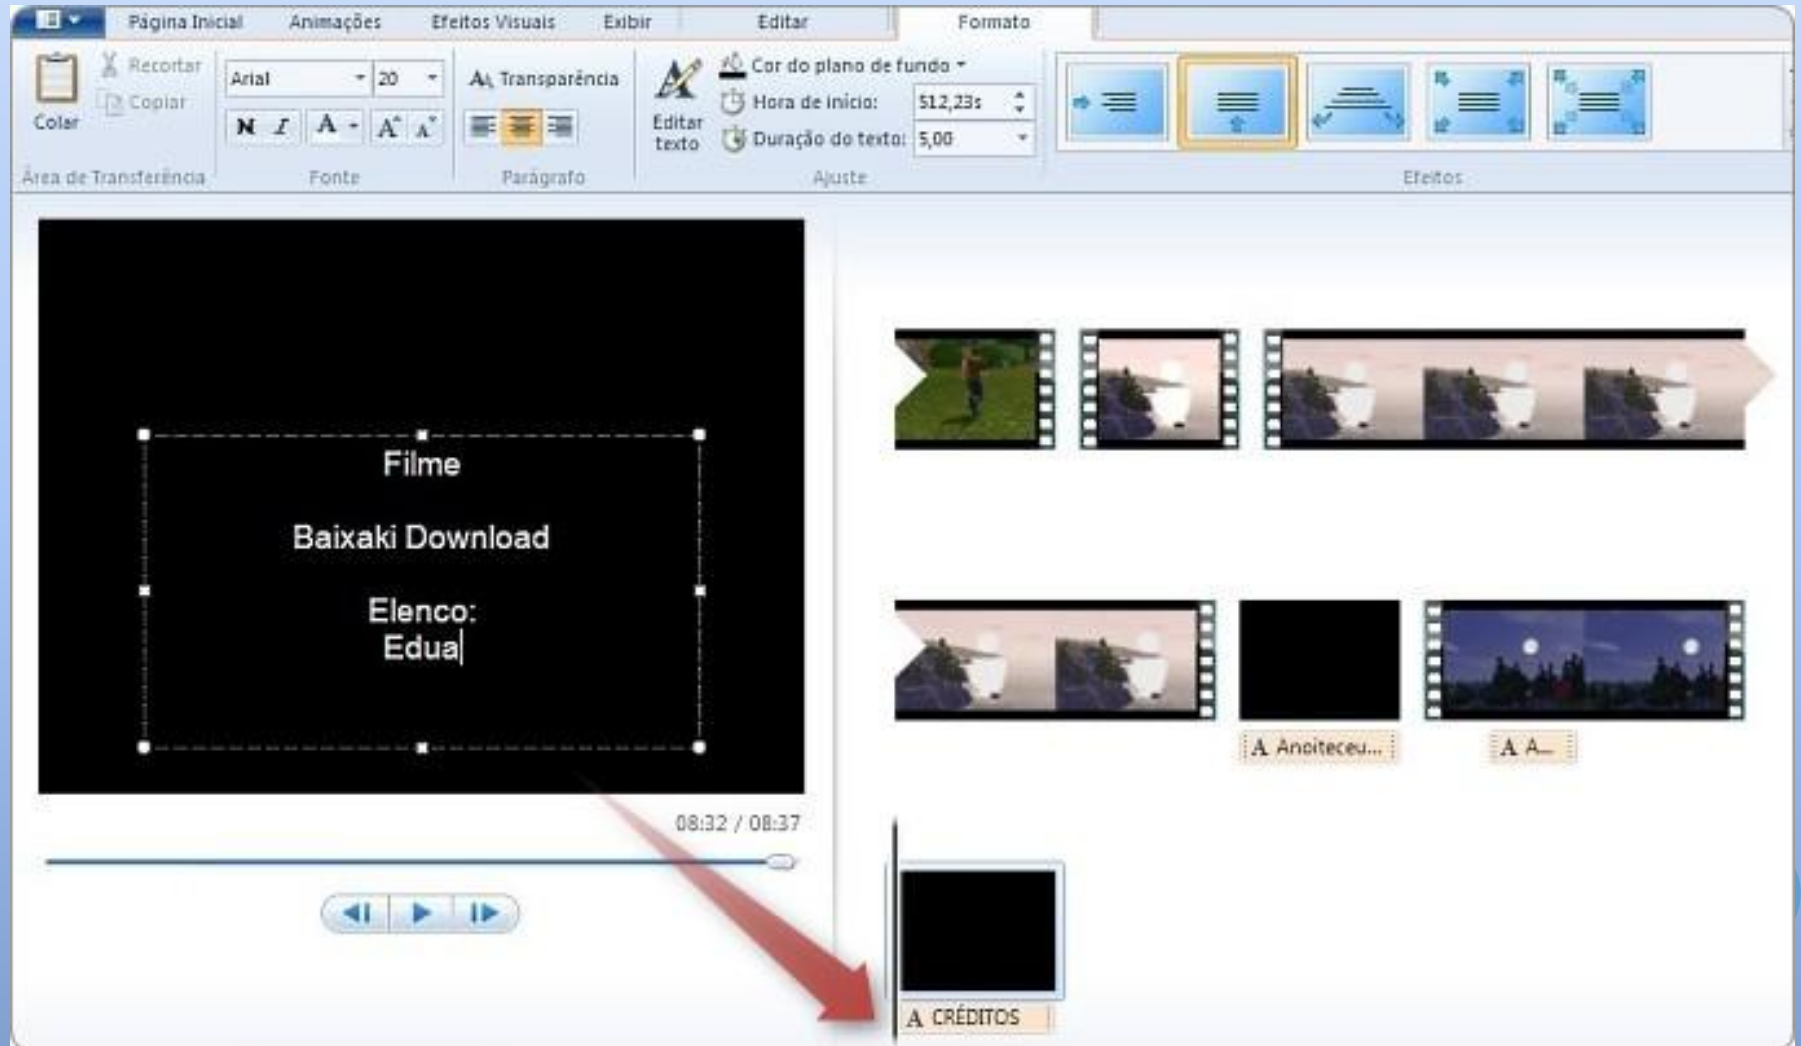 Página Inicial Animações Efeitos Visuais Exibir Editar Formato
Colar
Recortar
Copiar
Área de Transferência
Arial 20
N I A A A
Fonte
A Transparência
Parágrafo
Editar texto
Cor do plano de fundo
Hora de início: 512,23s
Duração do texto: 5,00
Ajuste
Efeitos
Filme
Baixaki Download
Elenco:
Edua
08:32 / 08:37
A Anoiteceu...
A A...
A CRÉDITOS